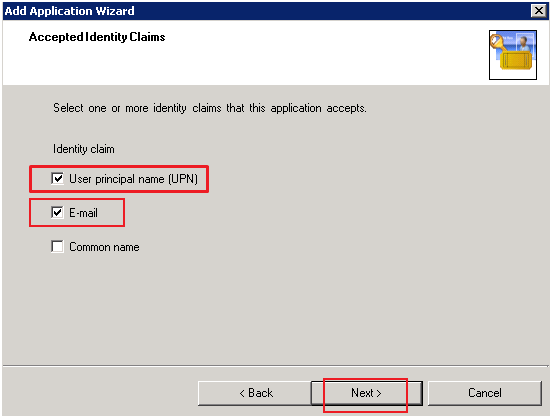 Add Application Wizard
Accepted Identity Claims
Select one or more identity claims that this application accepts.
Identity claim
User principal name (UPN)
E-mail
Common name
< Back
Next >
Cancel